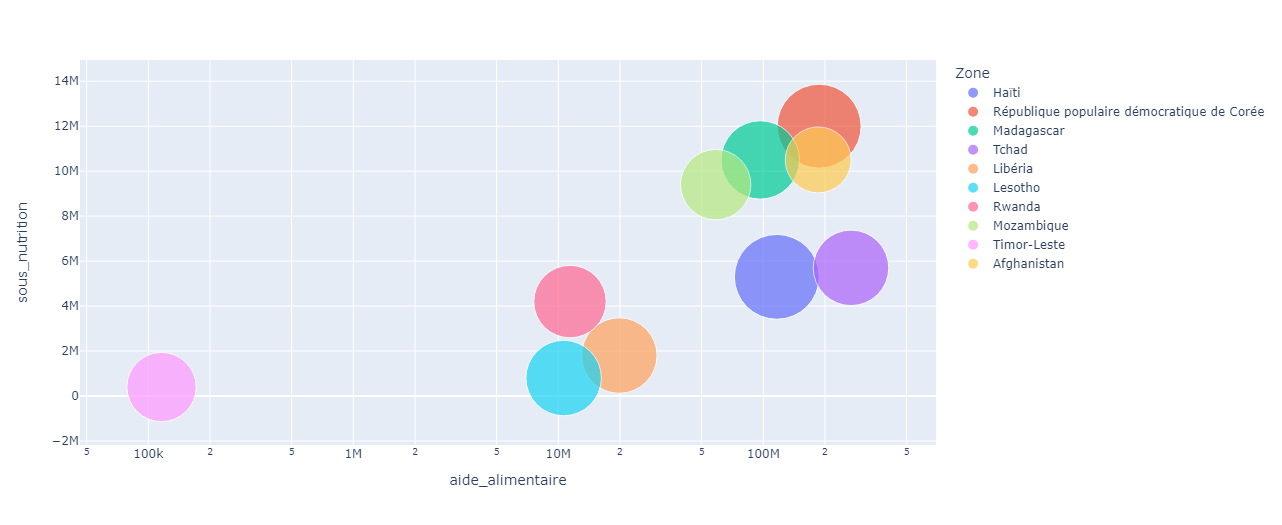 14M
12M
10M
8M
6M
4M
2M
0
−2M
sous_nutrition
5 100k 2 5 1M 2 5 10M 2 5 100M 2 5
aide_alimentaire
Zone
Haïti
République populaire démocratique de Corée
Madagascar
Tchad
Libéria
Lesotho
Rwanda
Mozambique
Timor-Leste
Afghanistan